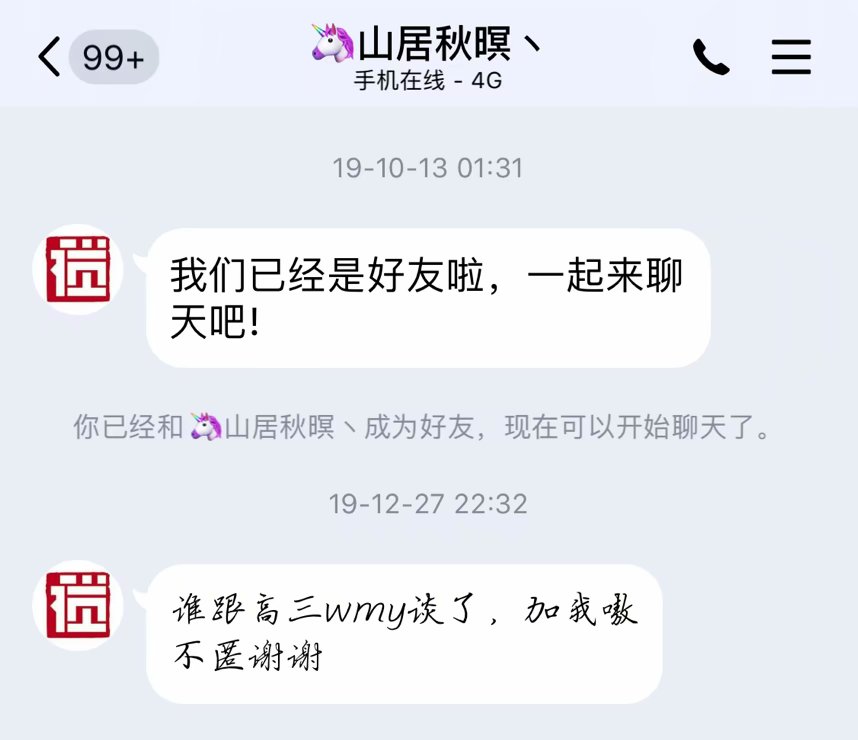 99+
🦄山居秋暝丶
手机在线 - 4G
19-10-13 01:31
我们已经是好友啦，一起来聊
天吧！
你已经和🦄山居秋暝丶成为好友，现在可以开始聊天了。
19-12-27 22:32
谁跟高三wmy谈了，加我嗷
不匿谢谢